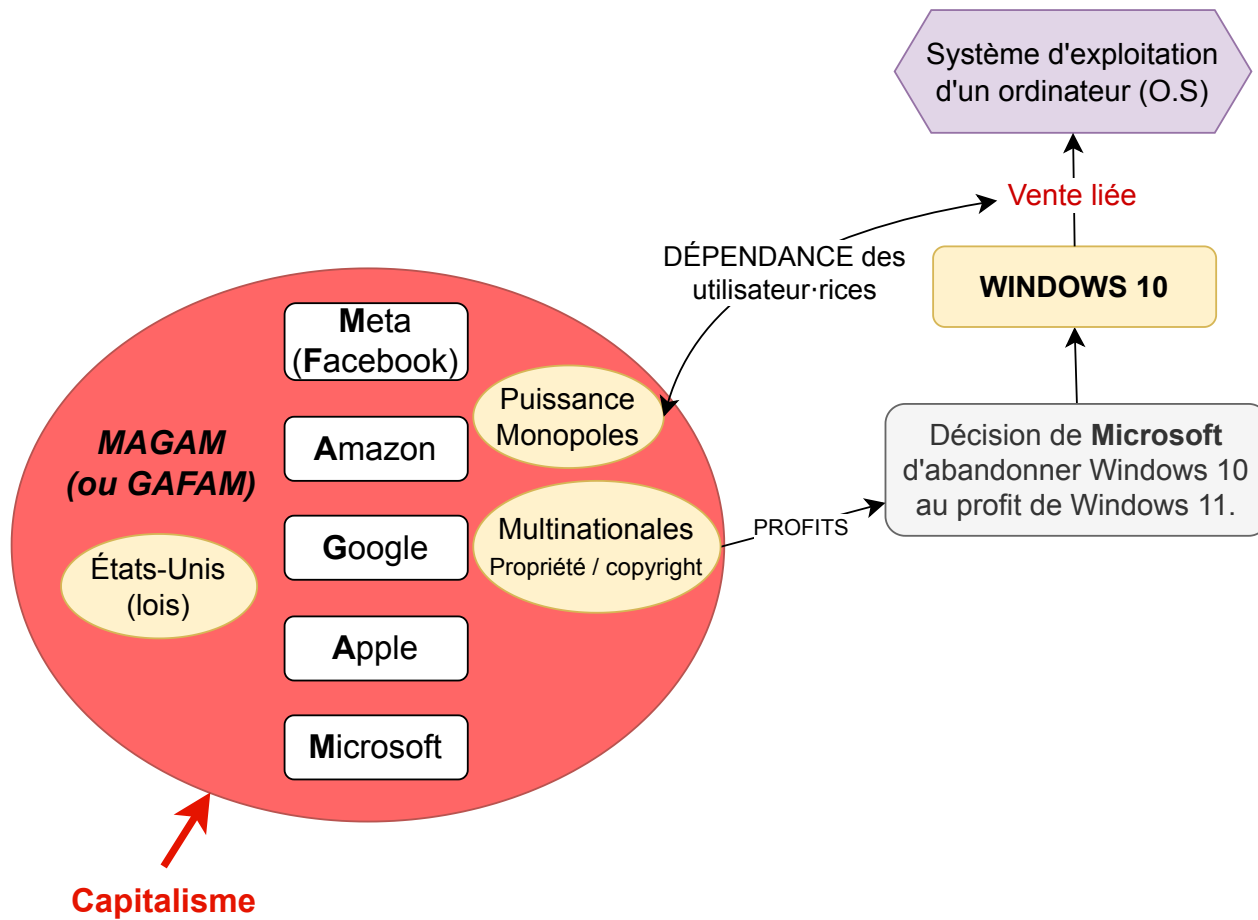 Système d'exploitation
d'un ordinateur (O.S)
Vente liée
DÉPENDANCE des
utilisateur·rices
WINDOWS 10
Meta
(Facebook)
Puissance
Monopoles
MAGAM
(ou GAFAM)
Amazon
Décision de Microsoft
d'abandonner Windows 10
au profit de Windows 11.
Multinationales
Propriété / copyright
PROFITS
Google
États-Unis
(lois)
Apple
Microsoft
Capitalisme